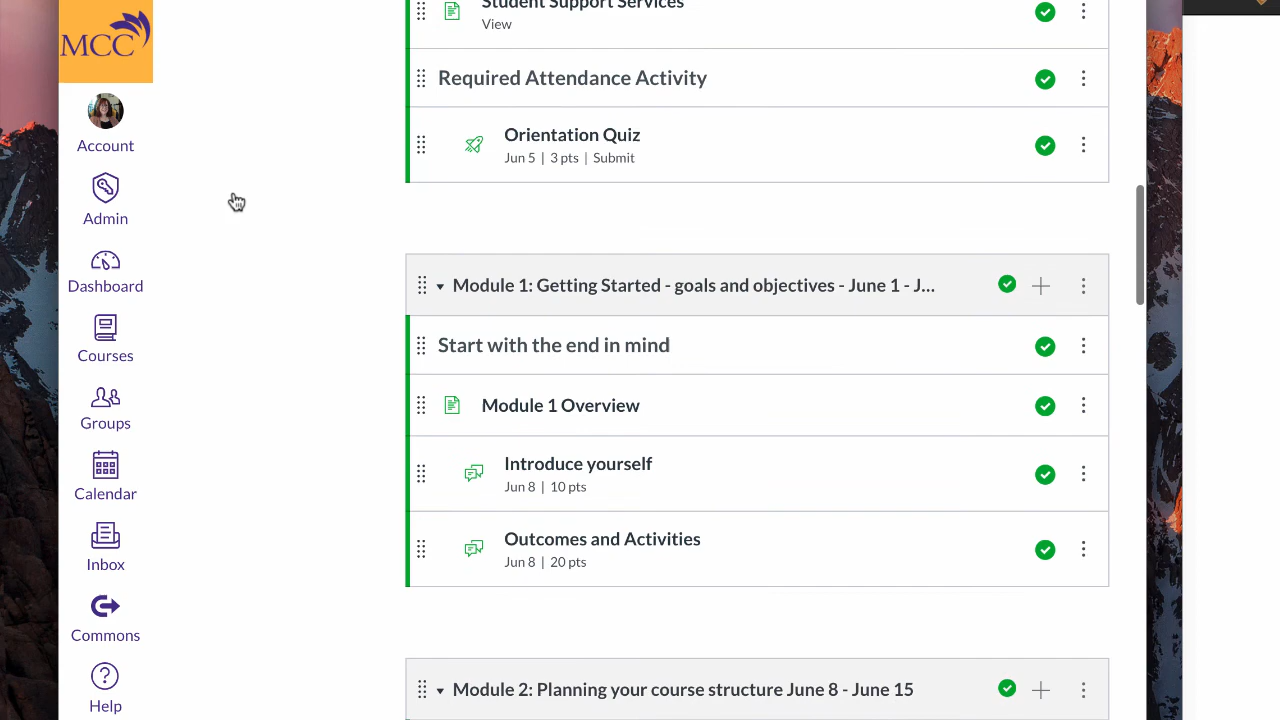 MCC
Account
Admin
Dashboard
Courses
Groups
Calendar
Inbox
Commons
Help
Student Support Services
View
Required Attendance Activity
Orientation Quiz
Jun 5 | 3 pts | Submit
Module 1: Getting Started - goals and objectives - June 1 - J...
Start with the end in mind
Module 1 Overview
Introduce yourself
Jun 8 | 10 pts
Outcomes and Activities
Jun 8 | 20 pts
Module 2: Planning your course structure June 8 - June 15